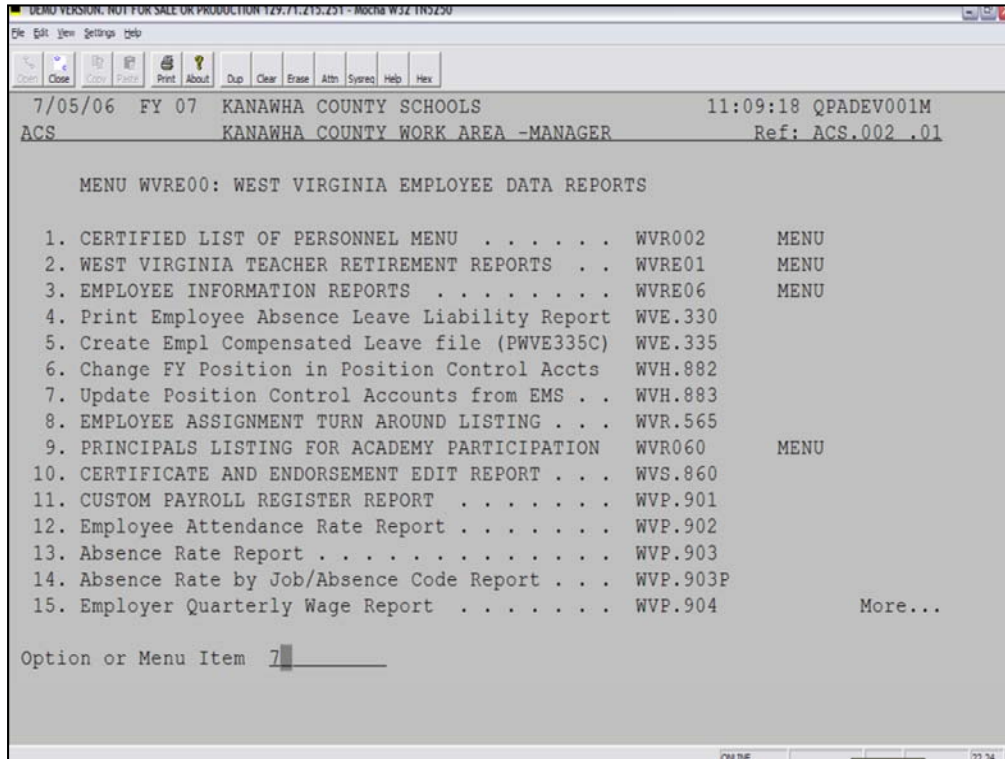 DEMO VERSION. NOT FOR SALE OR PRODUCTION 129.71.215.251 - Mocha W32 TN5250
File Edit View Settings Help
Open Close Copy Paste Print About Dup Clear Erase Attn Sysreq Help Hex
7/05/06 FY 07 KANAWHA COUNTY SCHOOLS 11:09:18 QPADEV001M
ACS KANAWHA COUNTY WORK AREA -MANAGER Ref: ACS.002 .01
MENU WVRE00: WEST VIRGINIA EMPLOYEE DATA REPORTS
1. CERTIFIED LIST OF PERSONNEL MENU . . . . . . WVR002 MENU
2. WEST VIRGINIA TEACHER RETIREMENT REPORTS . . WVRE01 MENU
3. EMPLOYEE INFORMATION REPORTS . . . . . . . . WVRE06 MENU
4. Print Employee Absence Leave Liability Report WVE.330
5. Create Empl Compensated Leave file (PWVE335C) WVE.335
6. Change FY Position in Position Control Accts WVH.882
7. Update Position Control Accounts from EMS . . WVH.883
8. EMPLOYEE ASSIGNMENT TURN AROUND LISTING . . . WVR.565
9. PRINCIPALS LISTING FOR ACADEMY PARTICIPATION WVR060 MENU
10. CERTIFICATE AND ENDORSEMENT EDIT REPORT . . . WVS.860
11. CUSTOM PAYROLL REGISTER REPORT . . . . . . . WVP.901
12. Employee Attendance Rate Report . . . . . . . WVP.902
13. Absence Rate Report . . . . . . . . . . . . . WVP.903
14. Absence Rate by Job/Absence Code Report . . . WVP.903P
15. Employer Quarterly Wage Report . . . . . . . WVP.904 More...
Option or Menu Item 7